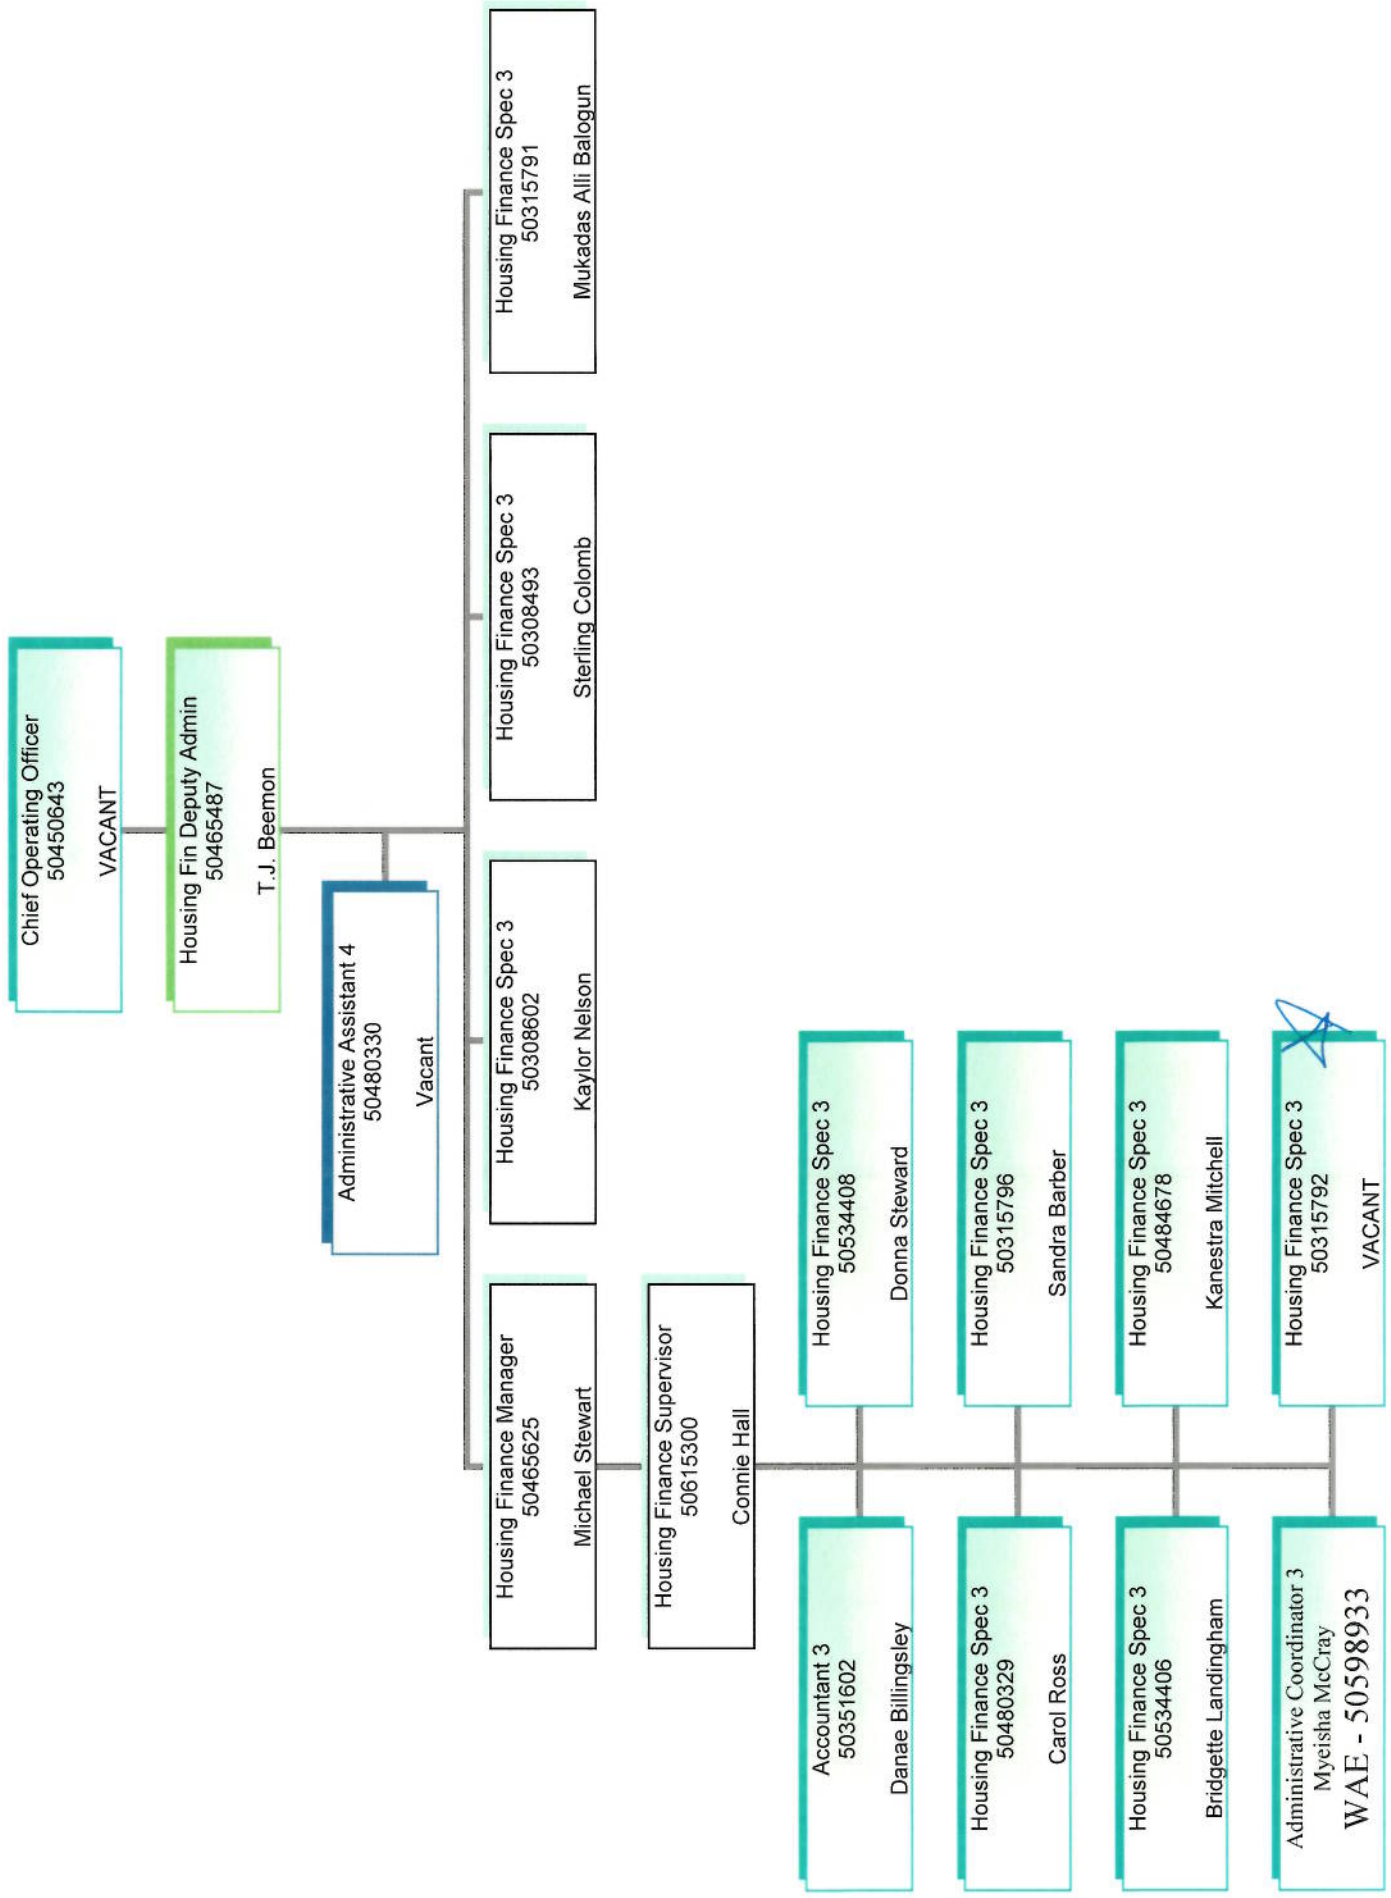 Chief Operating Officer
50450643
VACANT
Housing Fin Deputy Admin
50465487
T.J. Beemon
Administrative Assistant 4
50480330
Vacant
Housing Finance Manager
50465625
Michael Stewart
Housing Finance Spec 3
50308602
Kaylor Nelson
Housing Finance Spec 3
50308493
Sterling Colomb
Housing Finance Spec 3
50315791
Mukadas Alli Balogun
Housing Finance Supervisor
50615300
Connie Hall
Accountant 3
50351602
Danae Billingsley
Housing Finance Spec 3
50534408
Donna Steward
Housing Finance Spec 3
50480329
Carol Ross
Housing Finance Spec 3
50315796
Sandra Barber
Housing Finance Spec 3
50534406
Bridgette Landingham
Housing Finance Spec 3
50484678
Kanestra Mitchell
Administrative Coordinator 3
Myeisha McCray
WAE - 50598933
Housing Finance Spec 3
50315792
VACANT